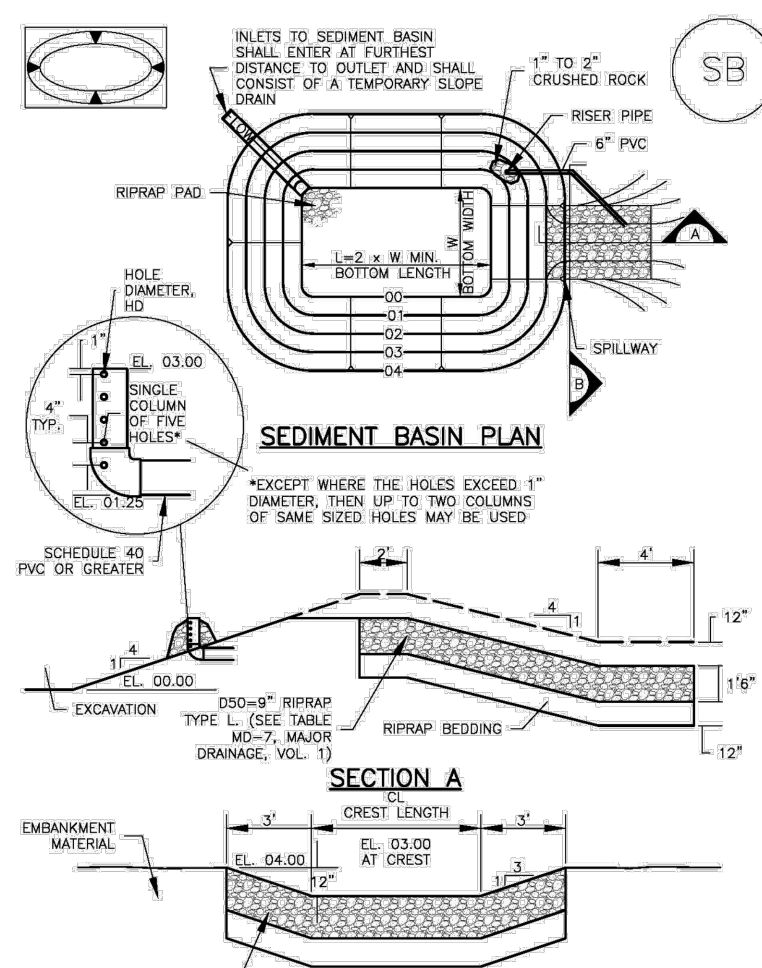 INLETS TO SEDIMENT BASIN
SHALL ENTER AT FURTHEST
DISTANCE TO OUTLET AND SHALL
CONSIST OF A TEMPORARY SLOPE
DRAIN
1" TO 2"
CRUSHED ROCK
SB
RISER PIPE
6" PVC
FLOW
RIPRAP PAD
W
BOTTOM WIDTH
A
L=2 x W MIN.
BOTTOM LENGTH
00
01
02
03
04
SPILLWAY
B
HOLE
DIAMETER,
HD
1"
EL. 03.00
4"
TYP.
SINGLE
COLUMN
OF FIVE
HOLES*
EL. 01.25
SEDIMENT BASIN PLAN
*EXCEPT WHERE THE HOLES EXCEED 1"
DIAMETER, THEN UP TO TWO COLUMNS
OF SAME SIZED HOLES MAY BE USED
SCHEDULE 40
PVC OR GREATER
2'
4'
4
1
12"
4
1
EL. 00.00
1'6"
EXCAVATION
D50=9" RIPRAP
TYPE L. (SEE TABLE
MD-7, MAJOR
DRAINAGE, VOL. 1)
RIPRAP BEDDING
12"
SECTION A
CL
CREST LENGTH
3'
3'
EMBANKMENT
MATERIAL
EL. 04.00
EL. 03.00
AT CREST
12"
3
1